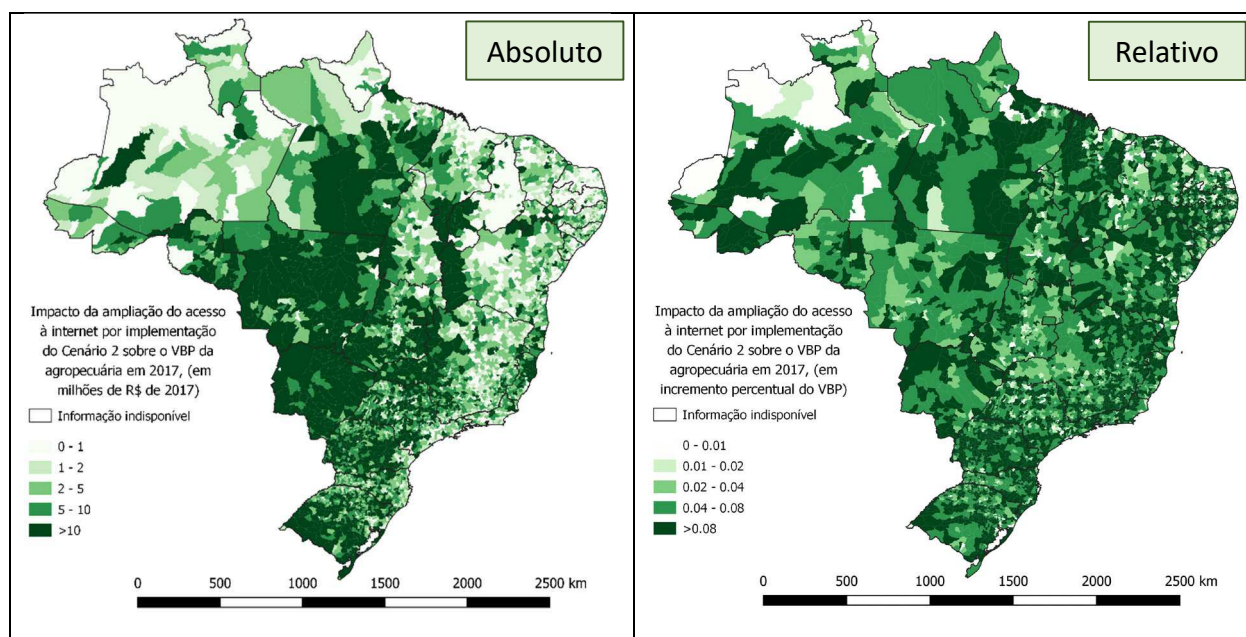 Absoluto
Impacto da ampliação do acesso
à internet por implementação
do Cenário 2 sobre o VBP da
agropecuária em 2017, (em
milhões de R$ de 2017)
Informação indisponível
0 - 1
1 - 2
2 - 5
5 - 10
>10
0 500 1000 1500 2000 2500 km
Relativo
Impacto da ampliação do acesso
à internet por implementação
do Cenário 2 sobre o VBP da
agropecuária em 2017, (em
incremento percentual do VBP)
Informação indisponível
0 - 0.01
0.01 - 0.02
0.02 - 0.04
0.04 - 0.08
>0.08
0 500 1000 1500 2000 2500 km